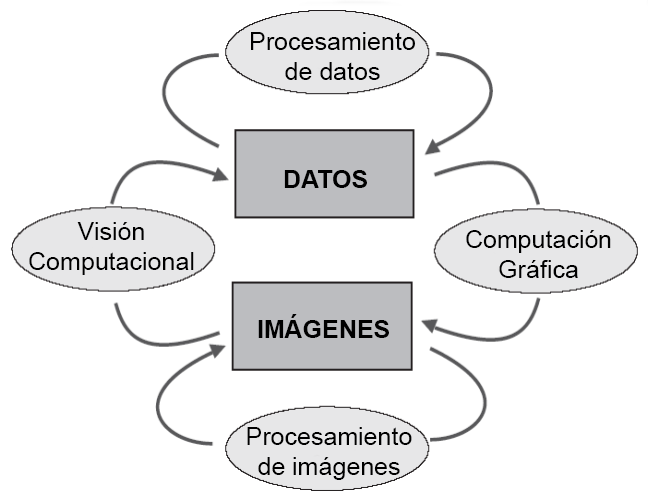 Procesamiento
de datos
DATOS
Visión
Computacional
Computación
Gráfica
IMÁGENES
Procesamiento
de imágenes